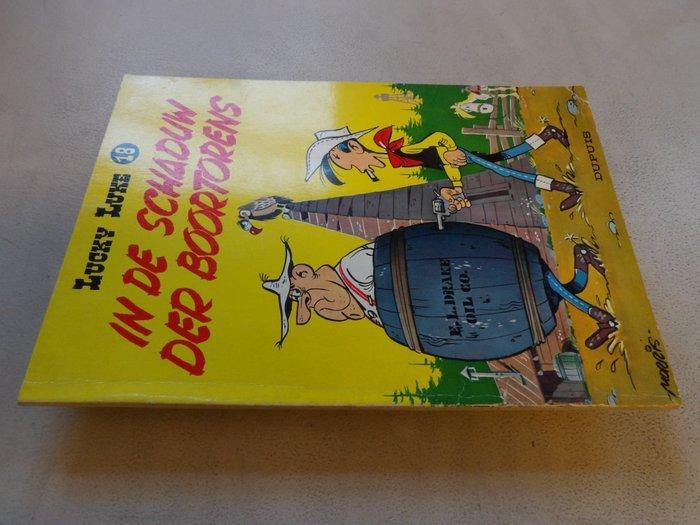 LUCKY LUKE 18
IN DE SCHADUW
DER BOORTORENS
E. L. DRAKE
OIL CO.
DUPUIS
MORRIS.